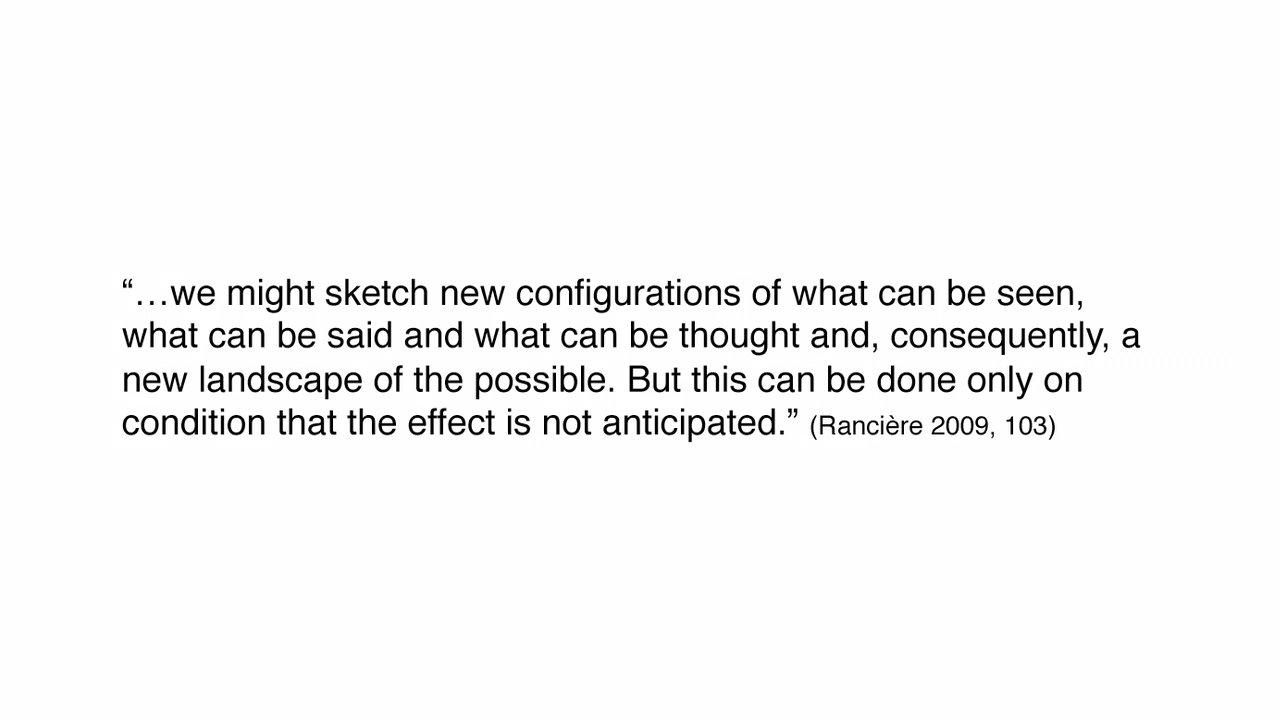 “…we might sketch new configurations of what can be seen,
what can be said and what can be thought and, consequently, a
new landscape of the possible. But this can be done only on
condition that the effect is not anticipated.” (Rancière 2009, 103)